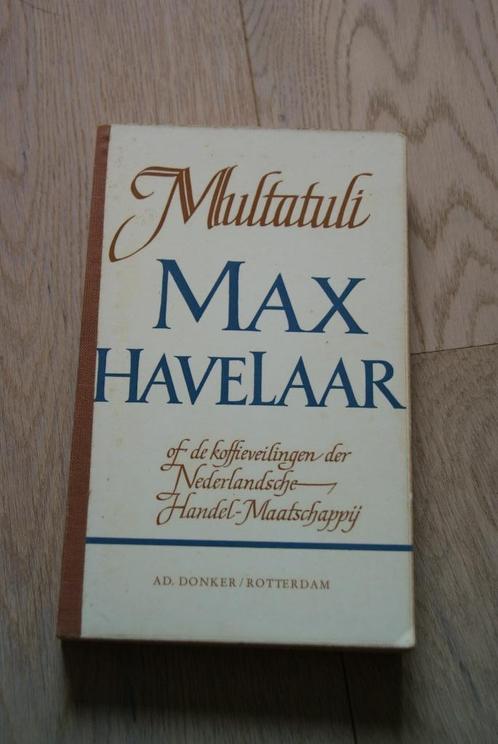 Multatuli
MAX
HAVELAAR
of de koffieveilingen der
Nederlandsche
Handel-Maatschappij
AD. DONKER/ROTTERDAM